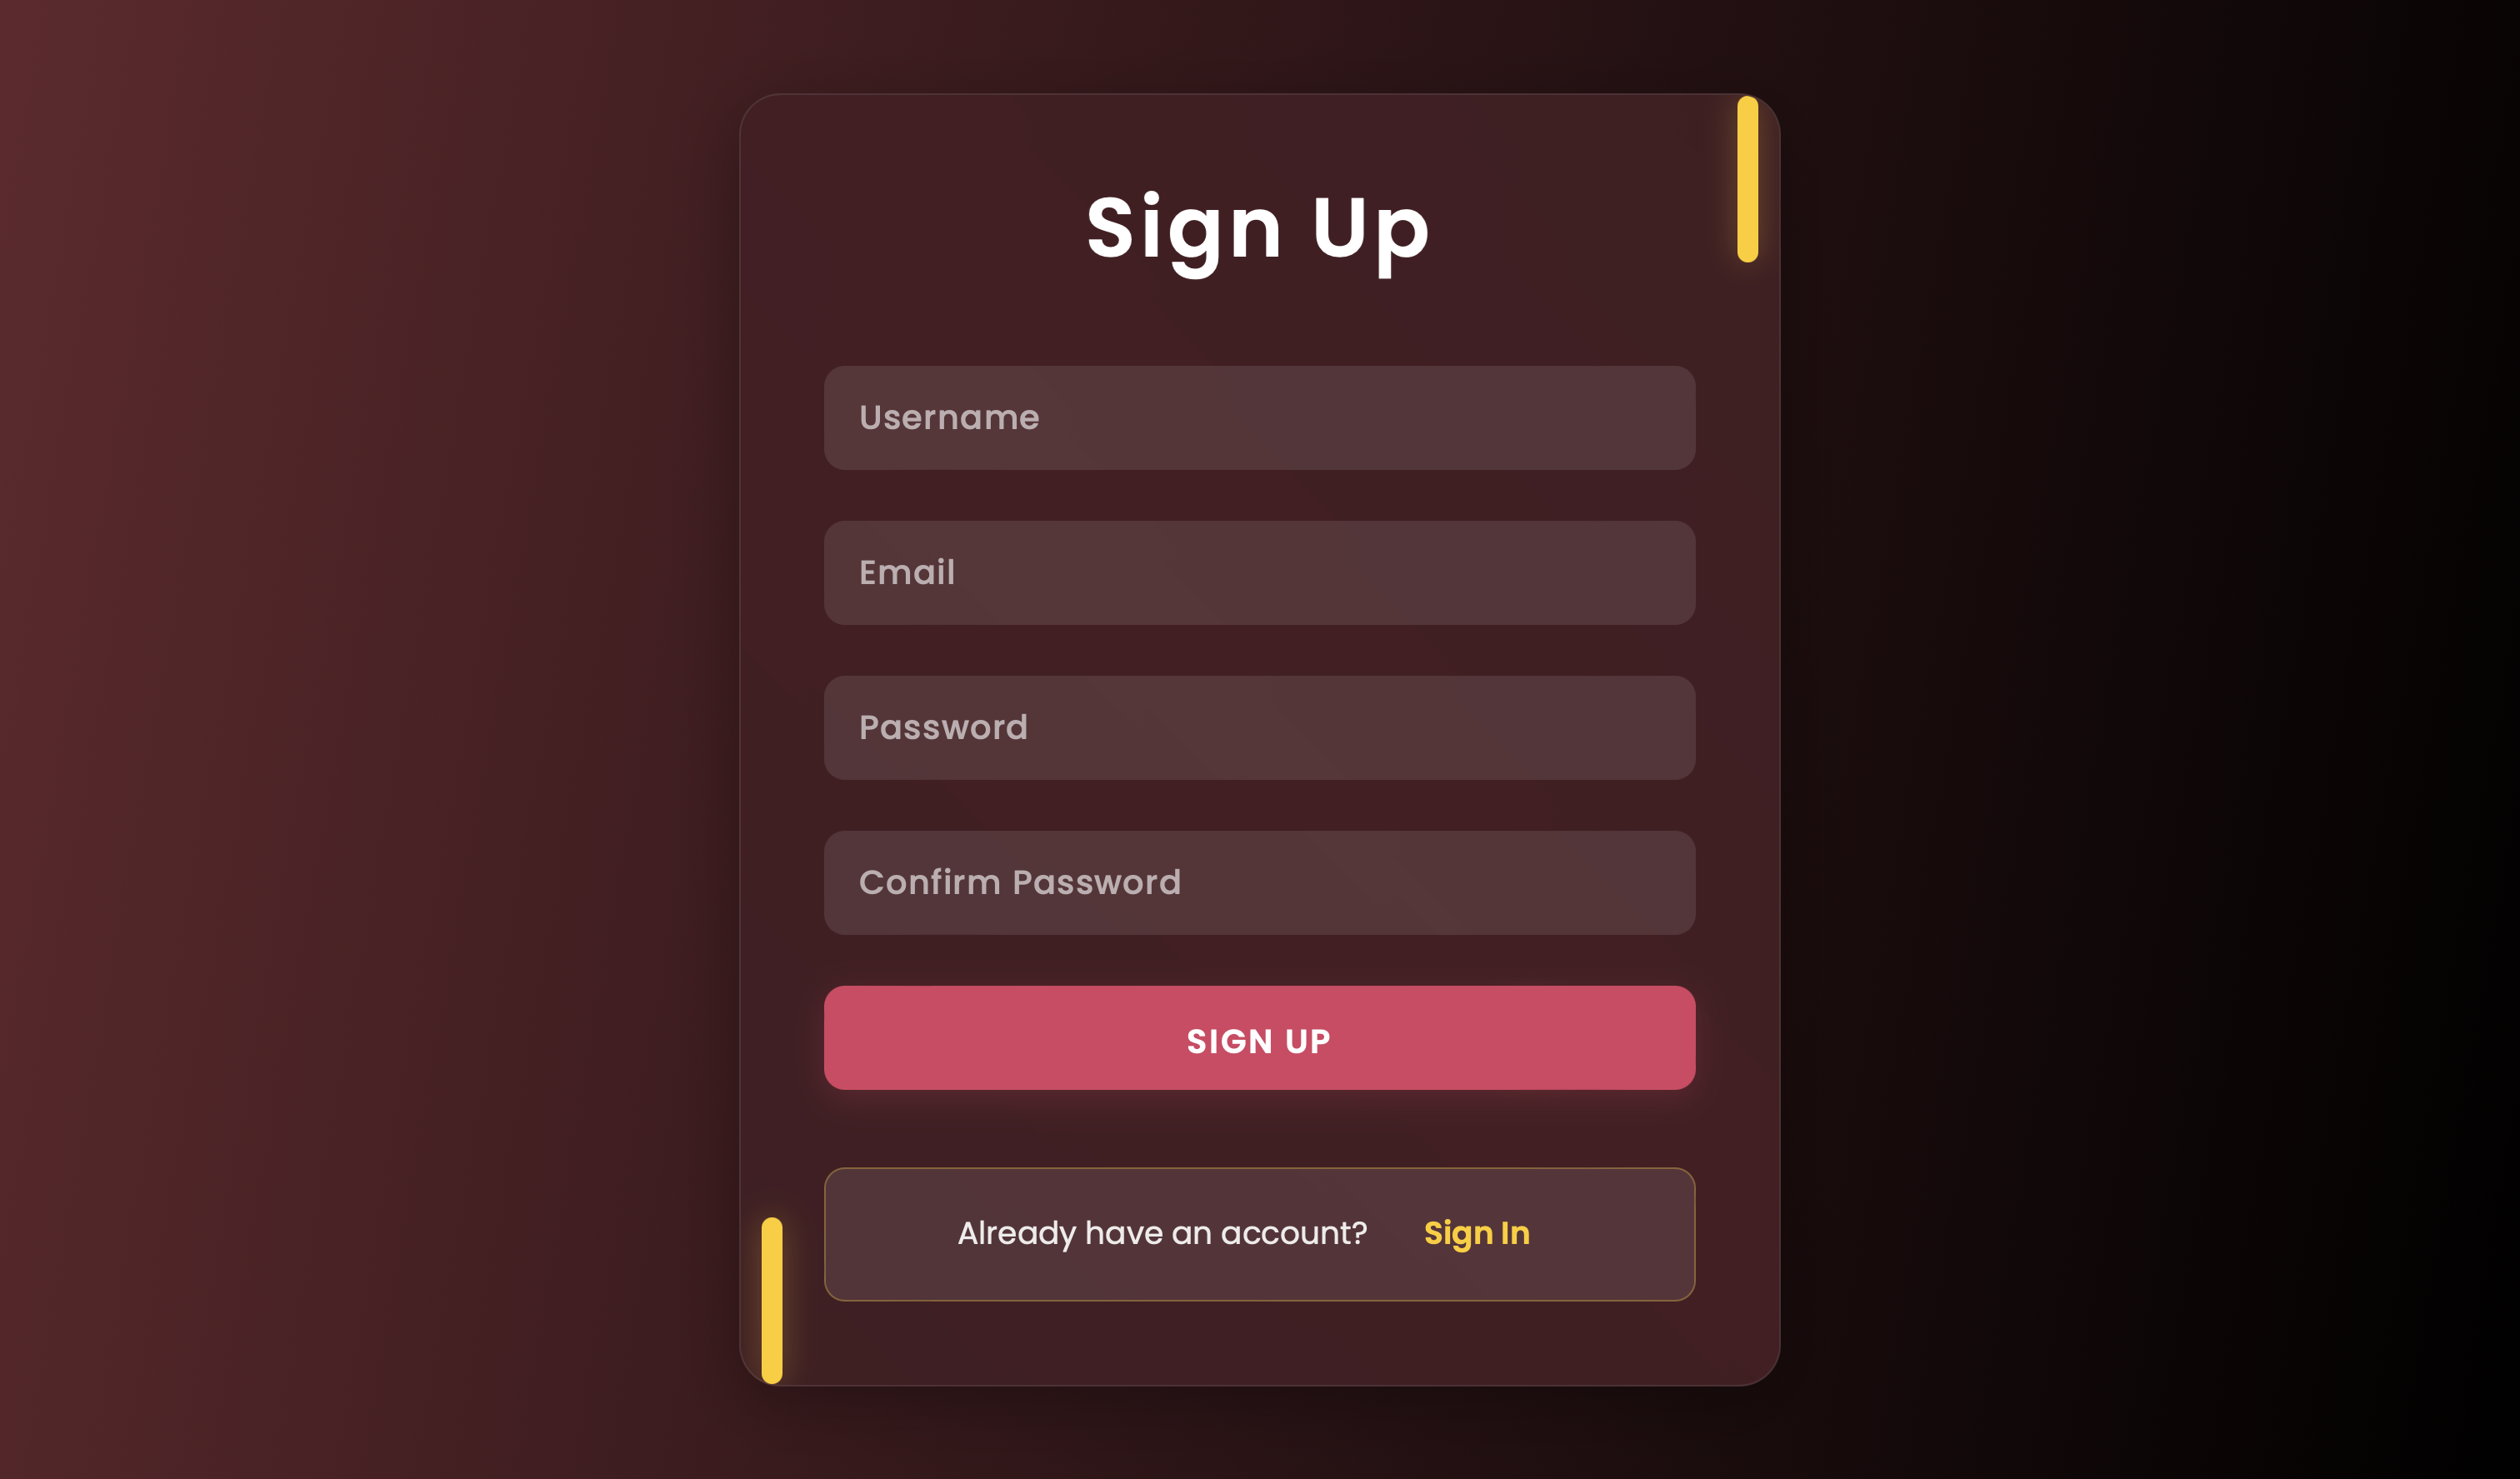 Sign Up
Username
Email
Password
Confirm Password
SIGN UP
Already have an account? Sign In